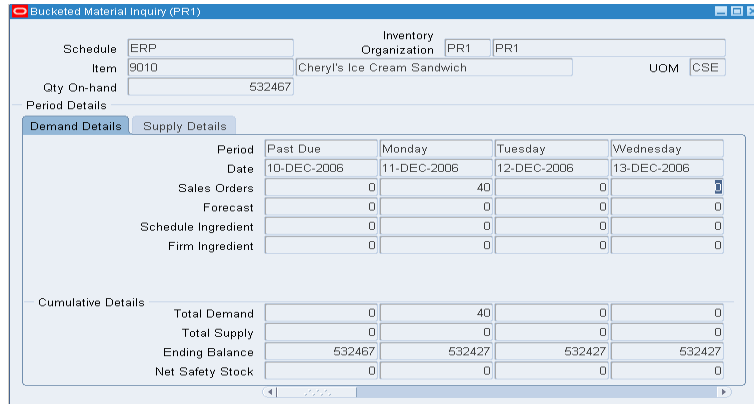 Bucketed Material Inquiry (PR1)
Inventory
Schedule ERP Organization PR1 PR1
Item 9010 Cheryl's Ice Cream Sandwich UOM CSE
Qty On-hand 532467
Period Details
Demand Details Supply Details
Period Past Due Monday Tuesday Wednesday
Date 10-DEC-2006 11-DEC-2006 12-DEC-2006 13-DEC-2006
Sales Orders 0 40 0 0
Forecast 0 0 0 0
Schedule Ingredient 0 0 0 0
Firm Ingredient 0 0 0 0
Cumulative Details
Total Demand 0 40 0 0
Total Supply 0 0 0 0
Ending Balance 532467 532427 532427 532427
Net Safety Stock 0 0 0 0